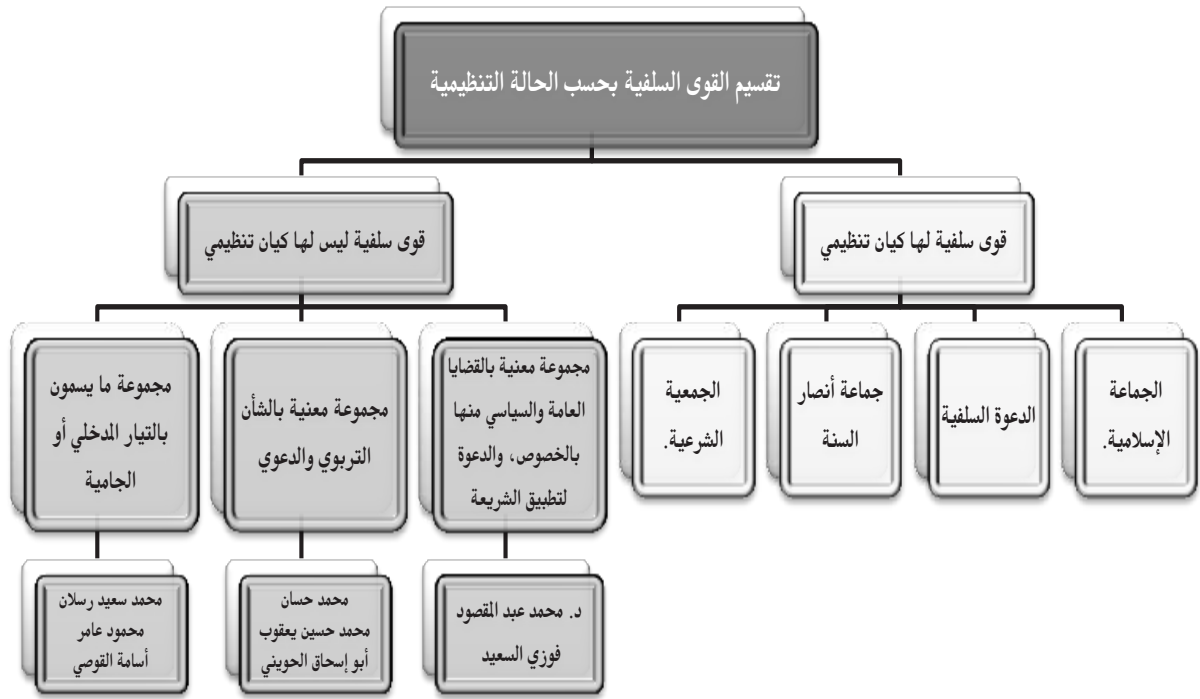 تقسيم القوى السلفية بحسب الحالة التنظيمية
قوى سلفية لها كيان تنظيمي
قوى سلفية ليس لها كيان تنظيمي
الجماعة
الإسلامية.
الدعوة السلفية
جماعة أنصار
السنة
الجمعية
الشرعية.
مجموعة معنية بالقضايا
العامة والسياسي منها
بالخصوص، والدعوة
لتطبيق الشريعة
مجموعة معنية بالشأن
التربوي والدعوي
مجموعة ما يسمون
بالتيار المدخلي أو
الجامية
د. محمد عبد المقصود
فوزي السعيد
محمد حسان
محمد حسين يعقوب
أبو إسحاق الحويني
محمد سعيد رسلان
محمود عامر
أسامة القوصي